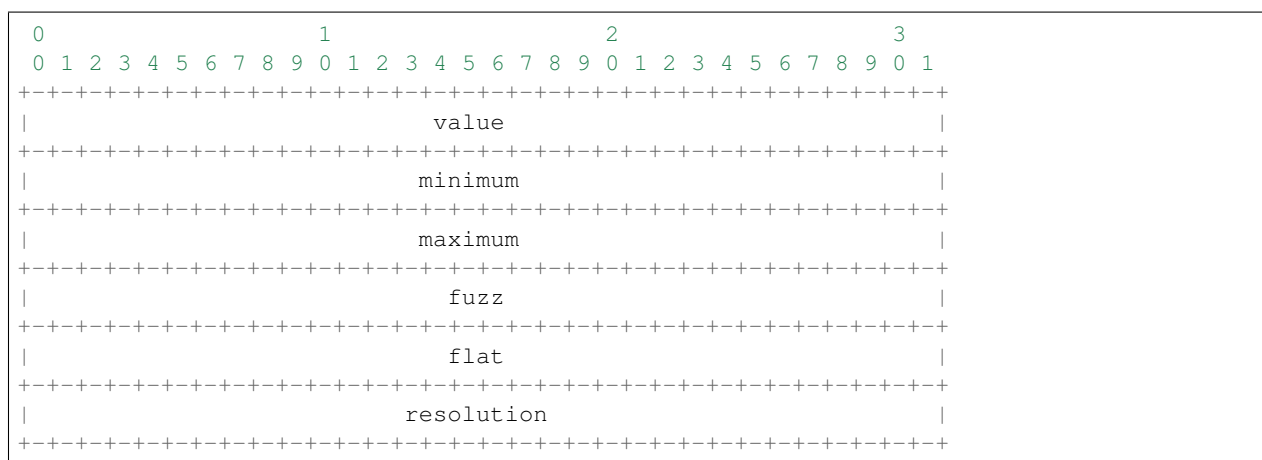 0                   1                   2                   3
 0 1 2 3 4 5 6 7 8 9 0 1 2 3 4 5 6 7 8 9 0 1 2 3 4 5 6 7 8 9 0 1
+-+-+-+-+-+-+-+-+-+-+-+-+-+-+-+-+-+-+-+-+-+-+-+-+-+-+-+-+-+-+-+-+
|                            value                              |
+-+-+-+-+-+-+-+-+-+-+-+-+-+-+-+-+-+-+-+-+-+-+-+-+-+-+-+-+-+-+-+-+
|                           minimum                             |
+-+-+-+-+-+-+-+-+-+-+-+-+-+-+-+-+-+-+-+-+-+-+-+-+-+-+-+-+-+-+-+-+
|                           maximum                             |
+-+-+-+-+-+-+-+-+-+-+-+-+-+-+-+-+-+-+-+-+-+-+-+-+-+-+-+-+-+-+-+-+
|                             fuzz                              |
+-+-+-+-+-+-+-+-+-+-+-+-+-+-+-+-+-+-+-+-+-+-+-+-+-+-+-+-+-+-+-+-+
|                             flat                              |
+-+-+-+-+-+-+-+-+-+-+-+-+-+-+-+-+-+-+-+-+-+-+-+-+-+-+-+-+-+-+-+-+
|                          resolution                           |
+-+-+-+-+-+-+-+-+-+-+-+-+-+-+-+-+-+-+-+-+-+-+-+-+-+-+-+-+-+-+-+-+